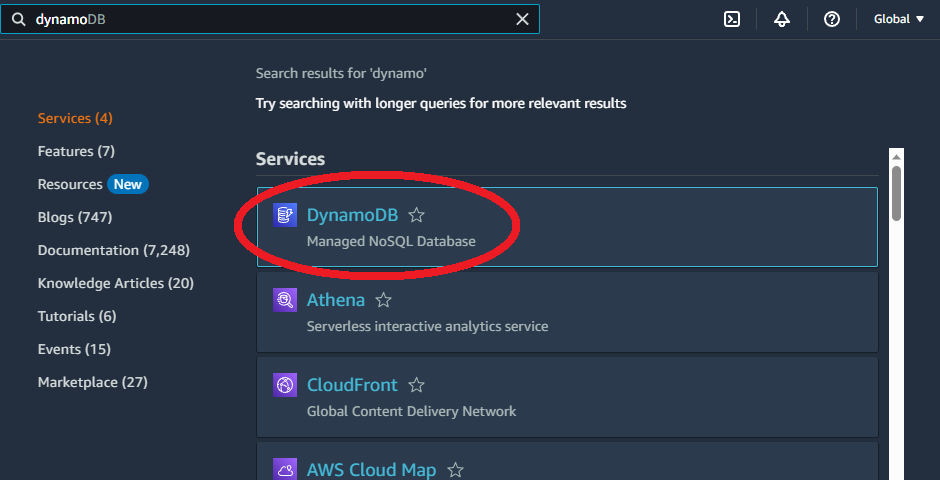 dynamoDB
Global
Search results for 'dynamo'
Try searching with longer queries for more relevant results
Services (4)
Features (7)
Resources New
Blogs (747)
Documentation (7,248)
Knowledge Articles (20)
Tutorials (6)
Events (15)
Marketplace (27)
Services
DynamoDB
Managed NoSQL Database
Athena
Serverless interactive analytics service
CloudFront
Global Content Delivery Network
AWS Cloud Map